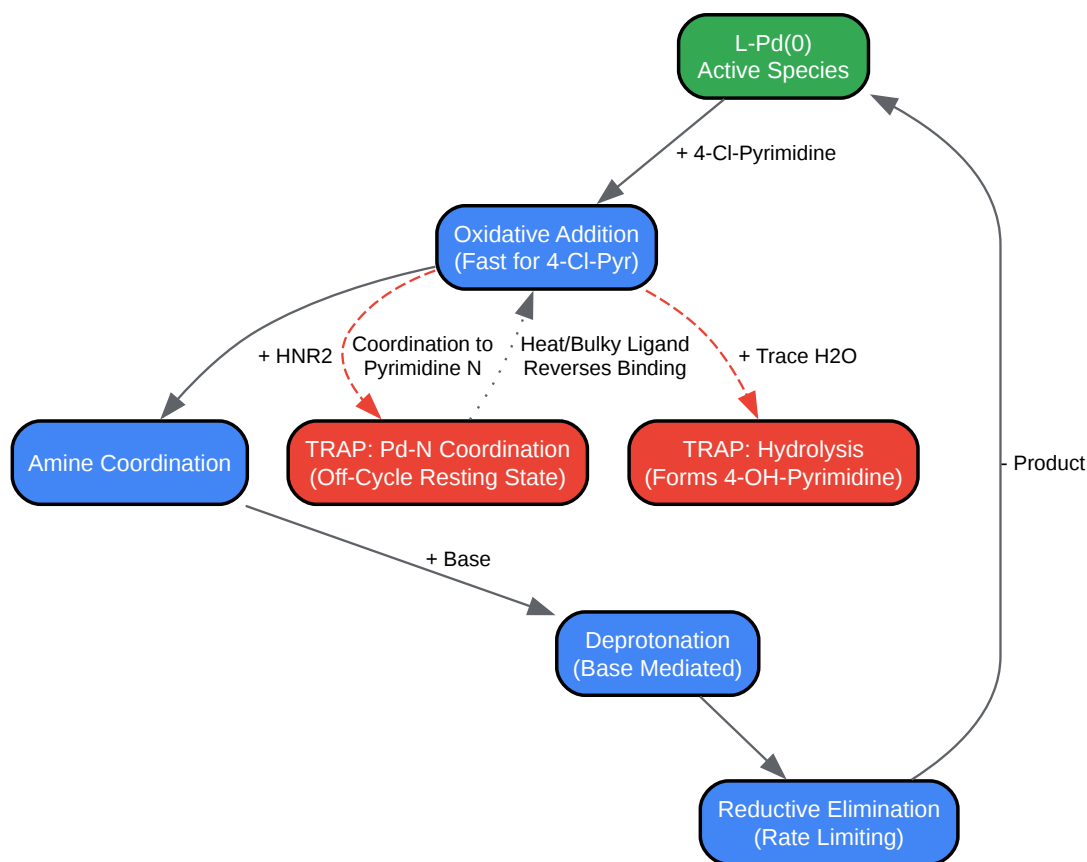 L-Pd(0)
Active Species
+ 4-Cl-Pyrimidine
Oxidative Addition
(Fast for 4-Cl-Pyr)
+ HNR2
Coordination to
Pyrimidine N
Heat/Bulky Ligand
Reverses Binding
+ Trace H2O
Amine Coordination
TRAP: Pd-N Coordination
(Off-Cycle Resting State)
TRAP: Hydrolysis
(Forms 4-OH-Pyrimidine)
- Product
+ Base
Deprotonation
(Base Mediated)
Reductive Elimination
(Rate Limiting)